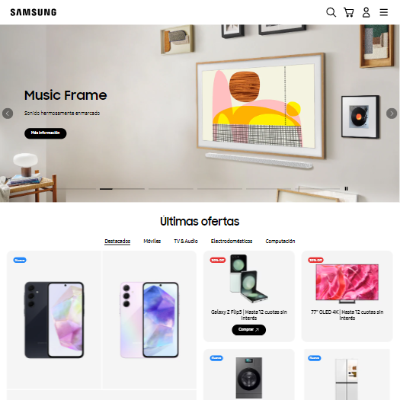 SAMSUNG
Music Frame
Sonido hermosamente enmarcado
Más información
Últimas ofertas
Destacados Móviles TV & Audio Electrodomésticos Computación
Galaxy Z Flip5 | Hasta 12 cuotas sin
interés
Comprar
77" OLED 4K | Hasta 12 cuotas sin
interés